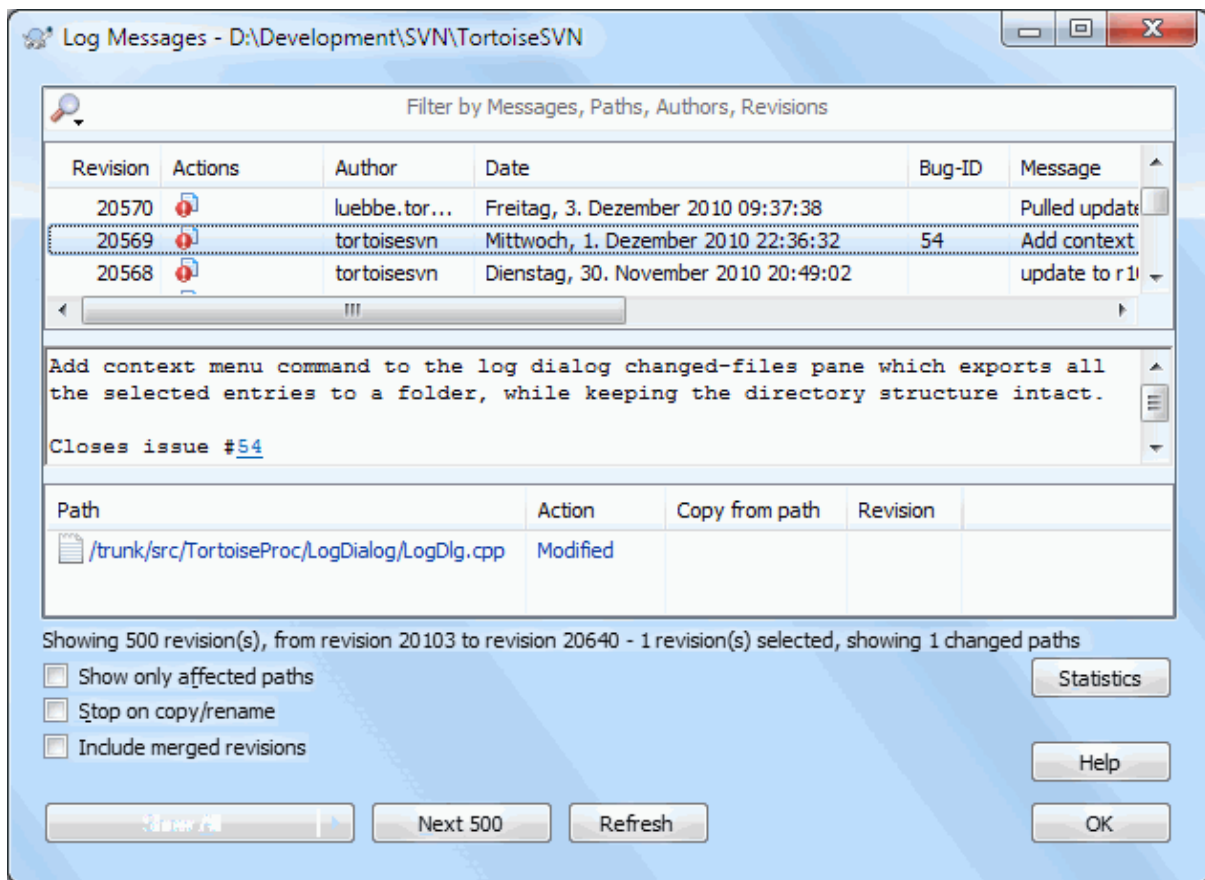 Log Messages - D:\Development\SVN\TortoiseSVN
Filter by Messages, Paths, Authors, Revisions
Revision Actions Author Date Bug-ID Message
20570 luebbe.tor... Freitag, 3. Dezember 2010 09:37:38 Pulled update
20569 tortoisesvn Mittwoch, 1. Dezember 2010 22:36:32 54 Add context
20568 tortoisesvn Dienstag, 30. November 2010 20:49:02 update to
Add context menu command to the log dialog changed-files pane which exports all
the selected entries to a folder, while keeping the directory structure intact.
Closes issue #54
Path Action Copy from path Revision
/trunk/src/TortoiseProc/LogDialog/LogDlg.cpp Modified
Showing 500 revision(s), from revision 20103 to revision 20640 - 1 revision(s) selected, showing 1 changed paths
Show only affected paths
Statistics
Stop on copy/rename
Include merged revisions
Help
Next 500 Refresh OK